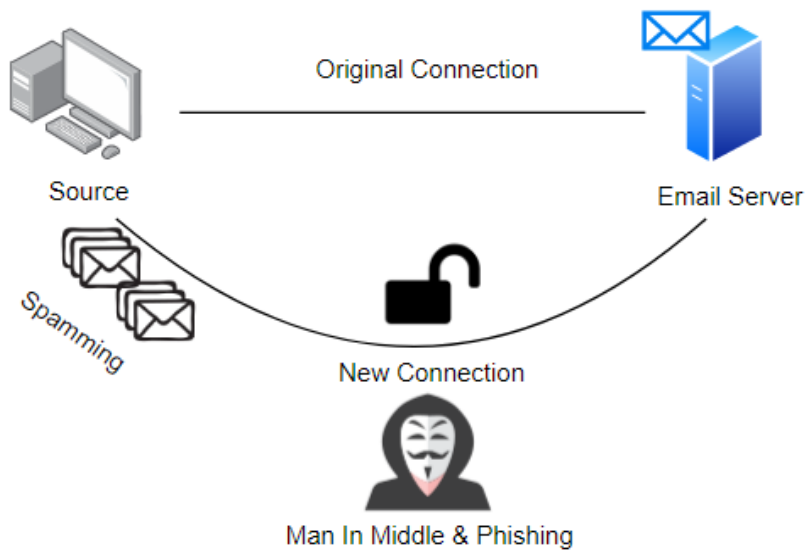 Original Connection
Source
Email Server
Spamming
New Connection
Man In Middle & Phishing